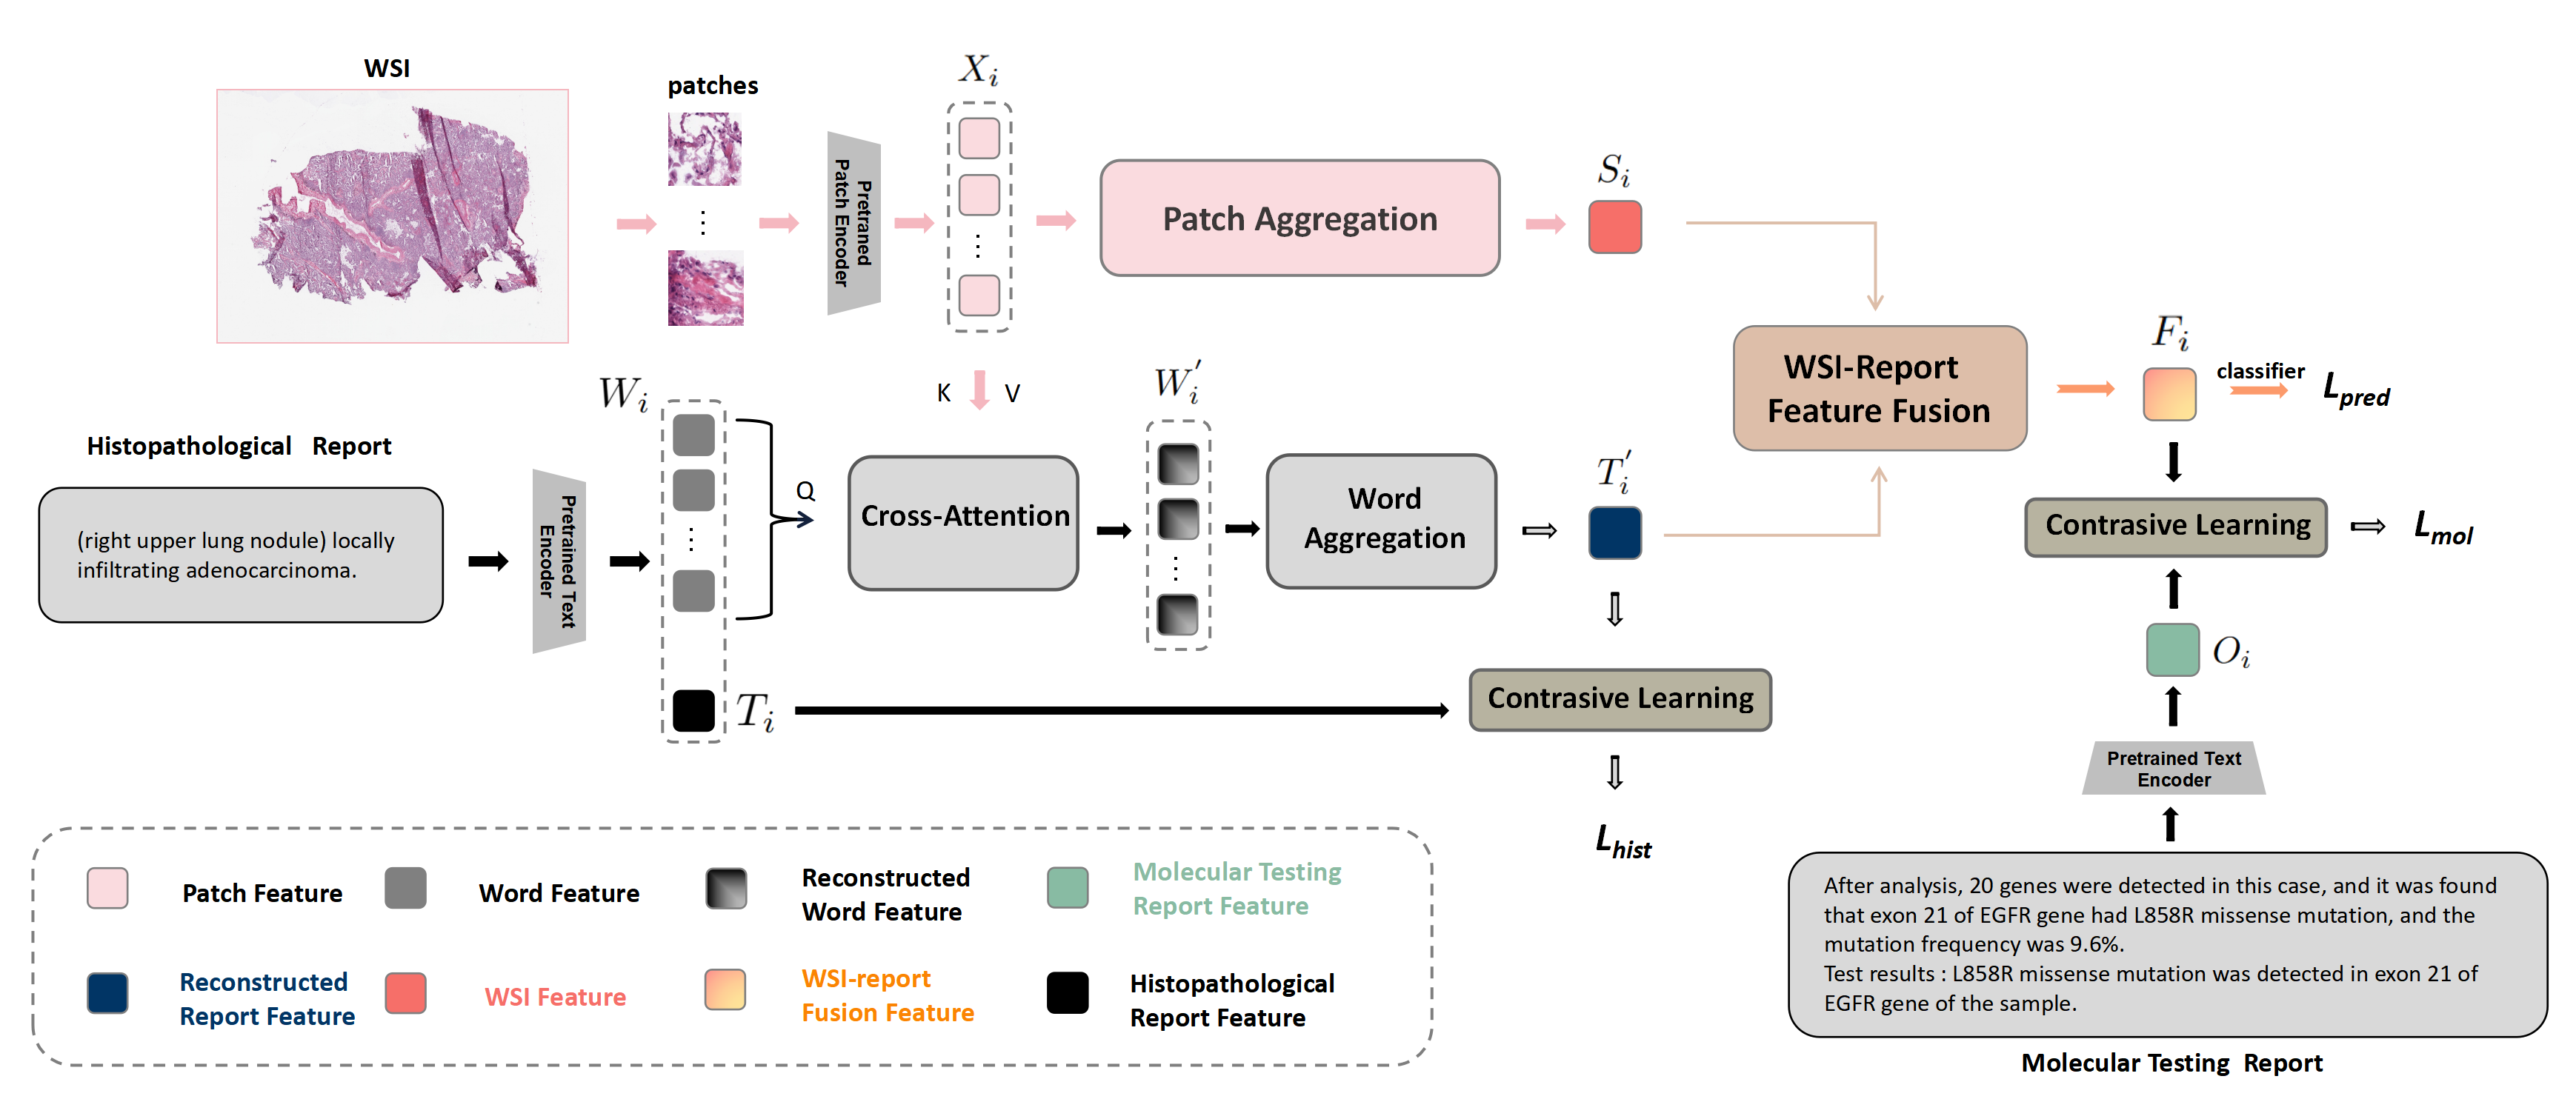 WSI
patches
⋮
Pretraned
Patch Encoder
X_i
⋮
Patch Aggregation
S_i
Histopathological Report
(right upper lung nodule) locally
infiltrating adenocarcinoma.
Pretrained Text
Encoder
W_i
⋮
T_i
Q
K
V
Cross-Attention
W_i'
⋮
Word
Aggregation
T_i'
WSI-Report
Feature Fusion
F_i
classifier
L_pred
Contrasive Learning
L_mol
O_i
Pretrained Text
Encoder
Contrasive Learning
L_hist
Patch Feature
Word Feature
Reconstructed
Word Feature
Molecular Testing
Report Feature
Reconstructed
Report Feature
WSI Feature
WSI-report
Fusion Feature
Histopathological
Report Feature
After analysis, 20 genes were detected in this case, and it was found
that exon 21 of EGFR gene had L858R missense mutation, and the
mutation frequency was 9.6%.
Test results : L858R missense mutation was detected in exon 21 of
EGFR gene of the sample.
Molecular Testing Report